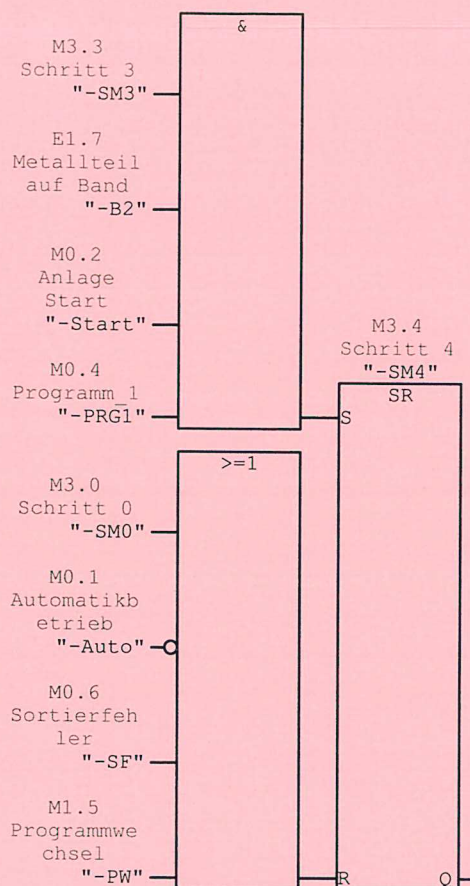 &
M3.3
Schritt 3
"-SM3"
E1.7
Metallteil
auf Band
"-B2"
M0.2
Anlage
Start
"-Start"
M0.4
Programm_1
"-PRG1"
M3.4
Schritt 4
"-SM4"
SR
S
>=1
M3.0
Schritt 0
"-SM0"
M0.1
Automatikb
etrieb
"-Auto"
M0.6
Sortierfeh
ler
"-SF"
M1.5
Programmwe
chsel
"-PW"
R Q